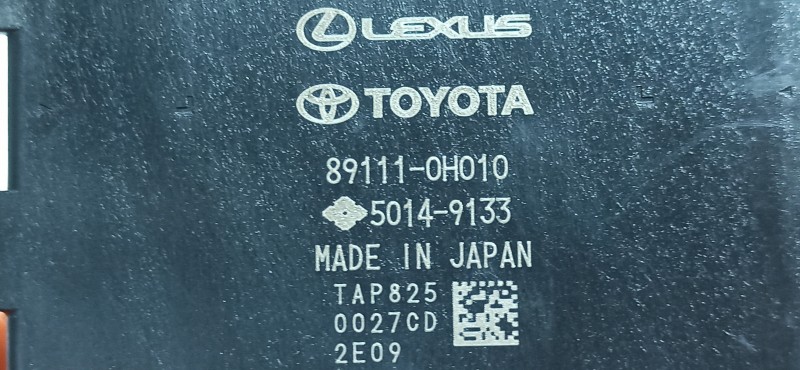 LEXUS
TOYOTA
89111-0H010
5014-9133
MADE IN JAPAN
TAP825
0027CD
2E09